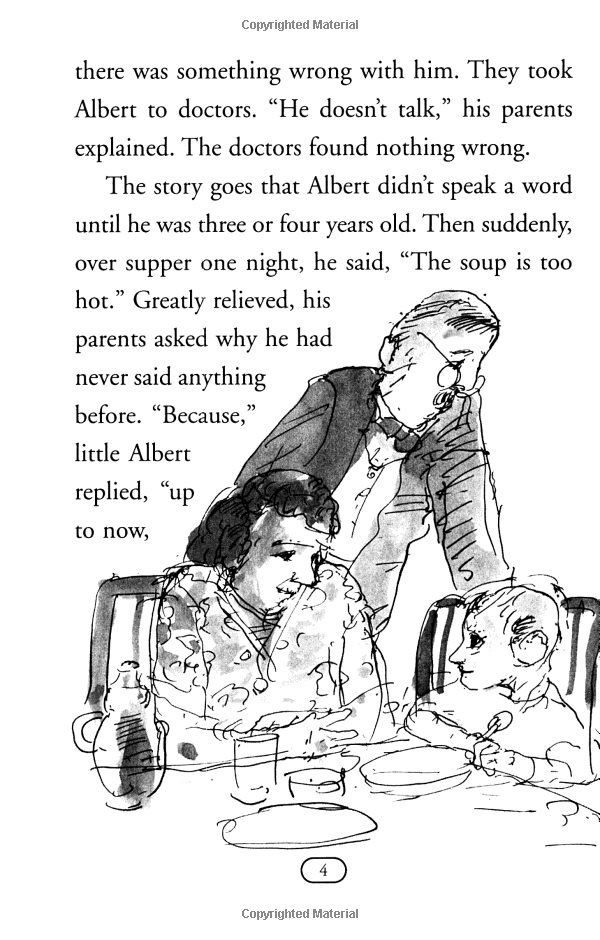 Copyrighted Material
there was something wrong with him. They took
Albert to doctors. “He doesn’t talk,” his parents
explained. The doctors found nothing wrong.
The story goes that Albert didn’t speak a word
until he was three or four years old. Then suddenly,
over supper one night, he said, “The soup is too
hot.” Greatly relieved, his
parents asked why he had
never said anything
before. “Because,”
little Albert
replied, “up
to now,
4
Copyrighted Material